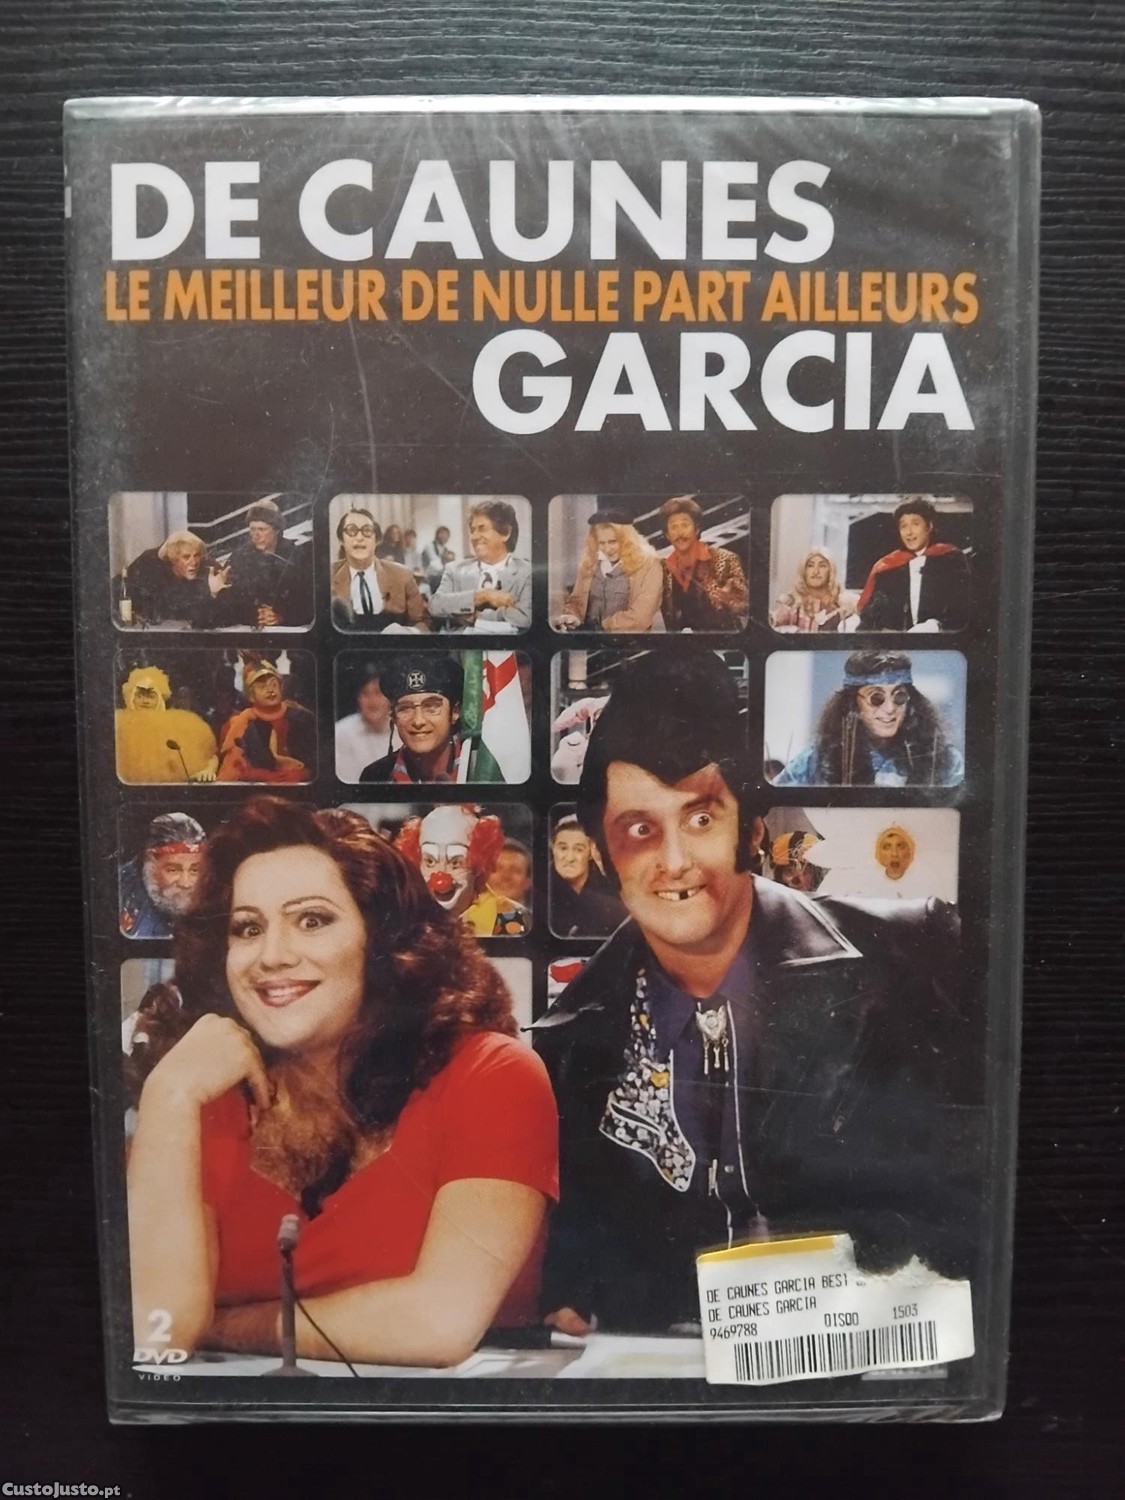 DE CAUNES
LE MEILLEUR DE NULLE PART AILLEURS
GARCIA
2
DVD
VIDEO
DE CAUNES GARCIA BEST
DE CAUNES GARCIA
9469788 DIS00 1503
CustoJusto.pt